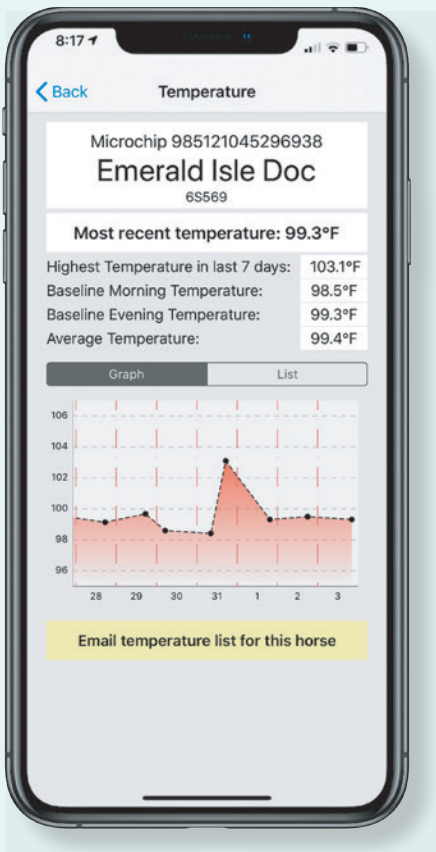 8:17
Back
Temperature
Microchip 985121045296938
Emerald Isle Doc
6S569
Most recent temperature: 99.3°F
Highest Temperature in last 7 days: 103.1°F
Baseline Morning Temperature: 98.5°F
Baseline Evening Temperature: 99.3°F
Average Temperature: 99.4°F
Graph List
106
104
102
100
98
96
28 29 30 31 1 2 3
Email temperature list for this horse